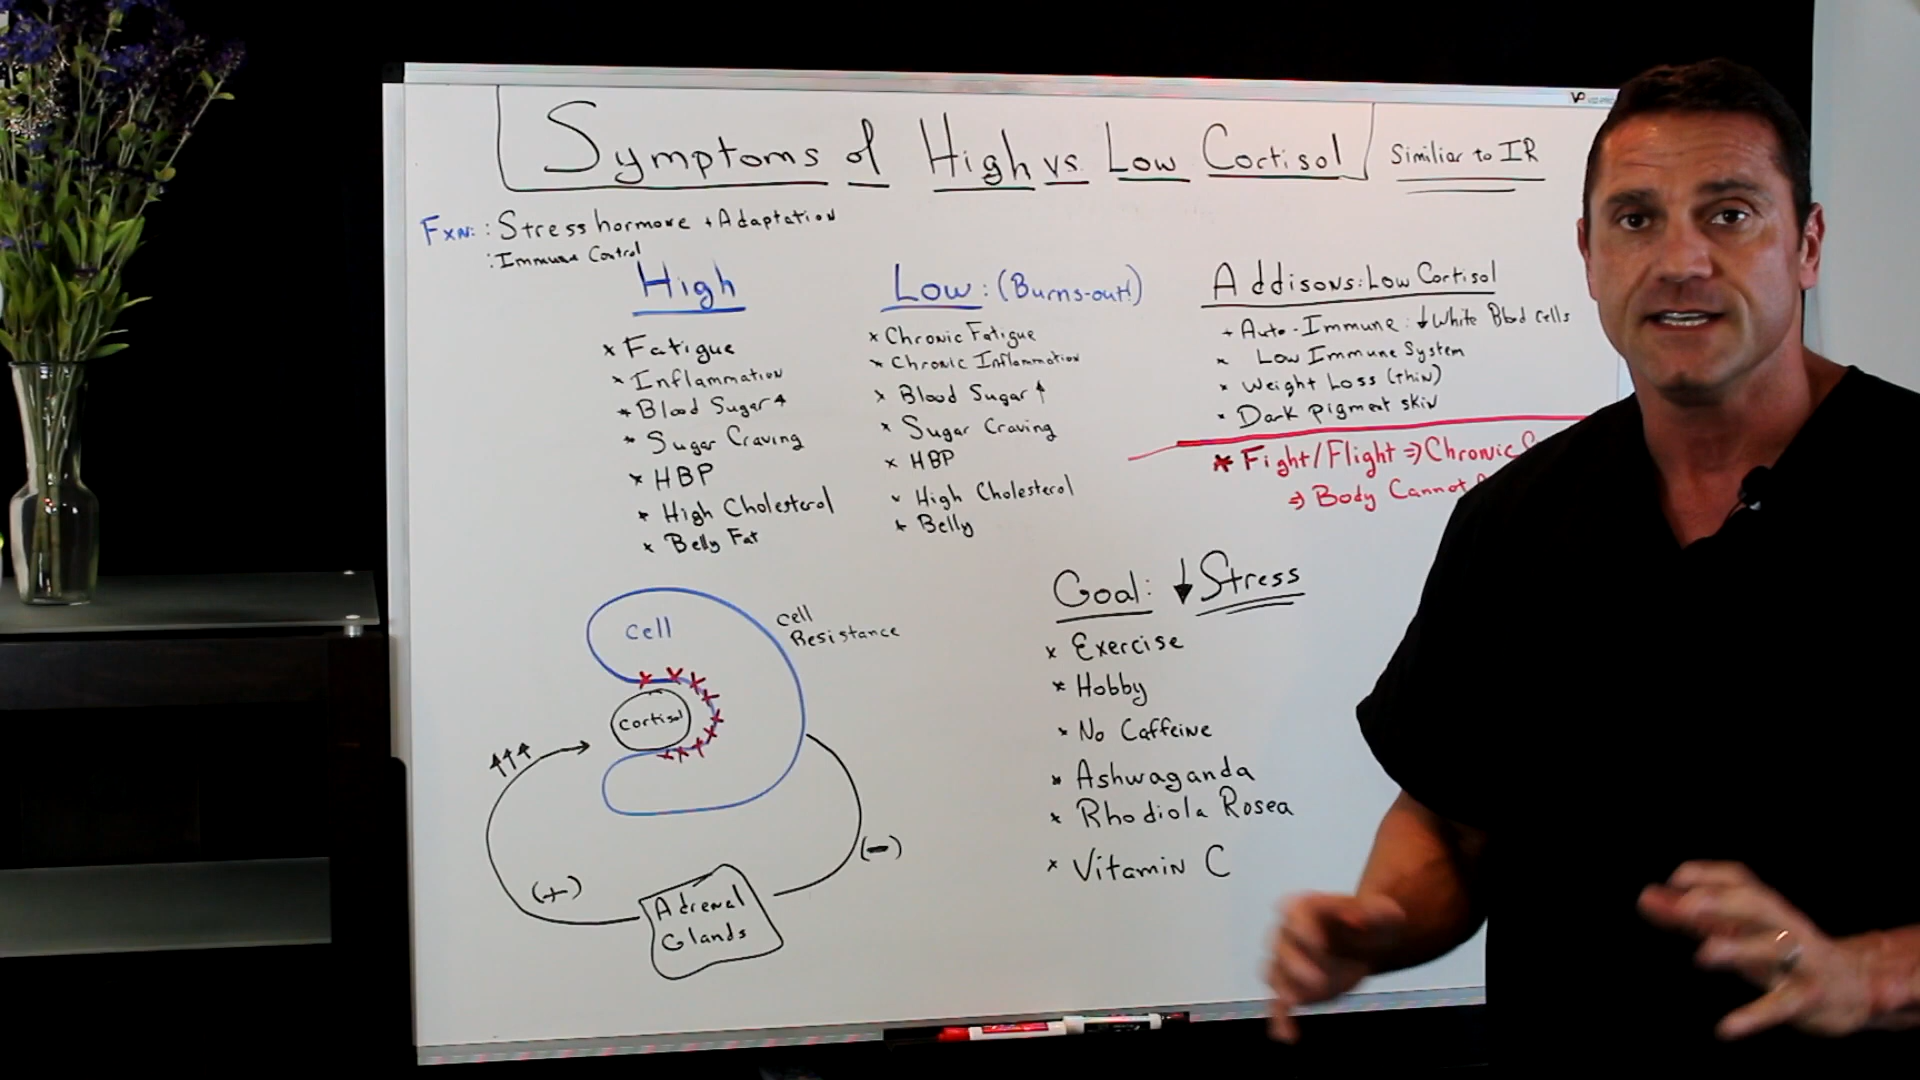 Symptoms of High vs. Low Cortisol
Similiar to IR
Fxn: : Stress hormone + Adaptation
: Immune Control
High
x Fatigue
x Inflammation
x Blood Sugar ↑
x Sugar Craving
x HBP
x High Cholesterol
x Belly Fat
Low: (Burns-out!)
x Chronic Fatigue
x Chronic Inflammation
x Blood Sugar ↑
x Sugar Craving
x HBP
x High Cholesterol
x Belly
Addisons: Low Cortisol
+ Auto-Immune: ↓ White Blood Cells
x Low Immune System
x Weight Loss (thin)
x Dark pigment skin
* Fight/Flight ⇒ Chronic
⇒ Body Cannot
Cell
Cell
Resistance
Cortisol
↑↑↑
(+)
(-)
Adrenal
Glands
Goal: ↓ Stress
x Exercise
x Hobby
x No Caffeine
x Ashwaganda
x Rhodiola Rosea
x Vitamin C